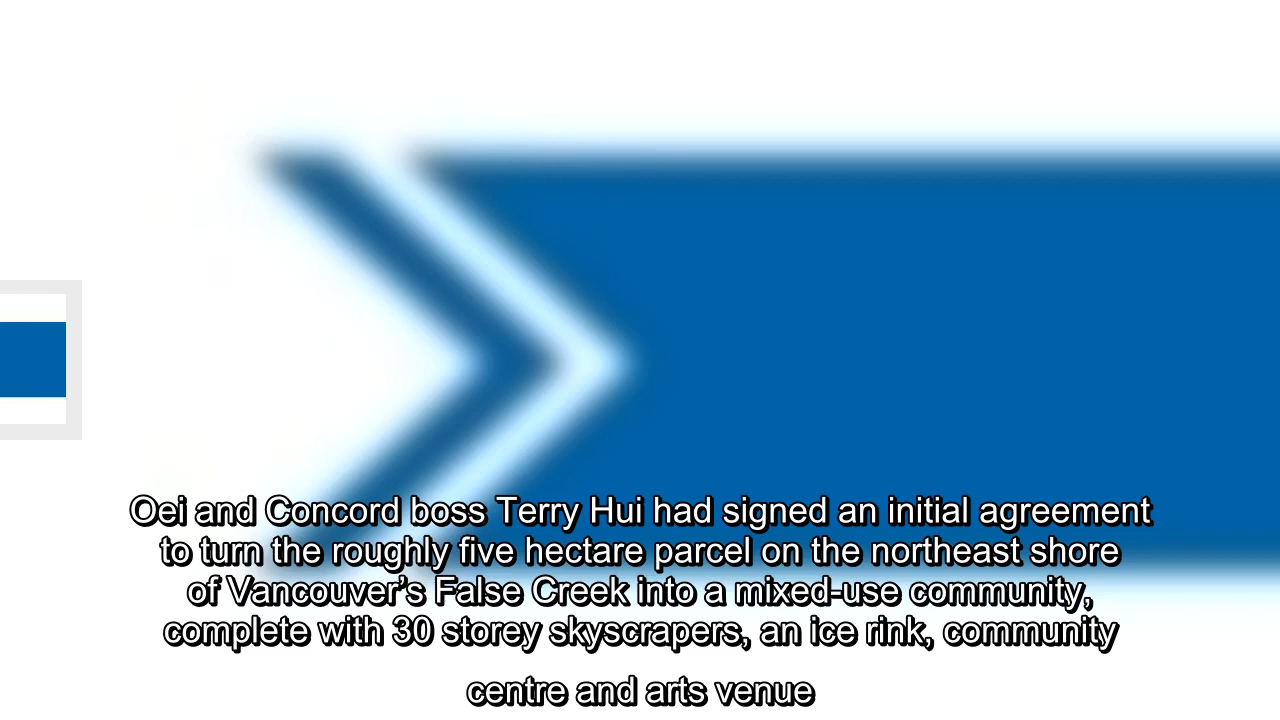 Oei and Concord boss Terry Hui had signed an initial agreement
to turn the roughly five hectare parcel on the northeast shore
of Vancouver’s False Creek into a mixed-use community,
complete with 30 storey skyscrapers, an ice rink, community
centre and arts venue